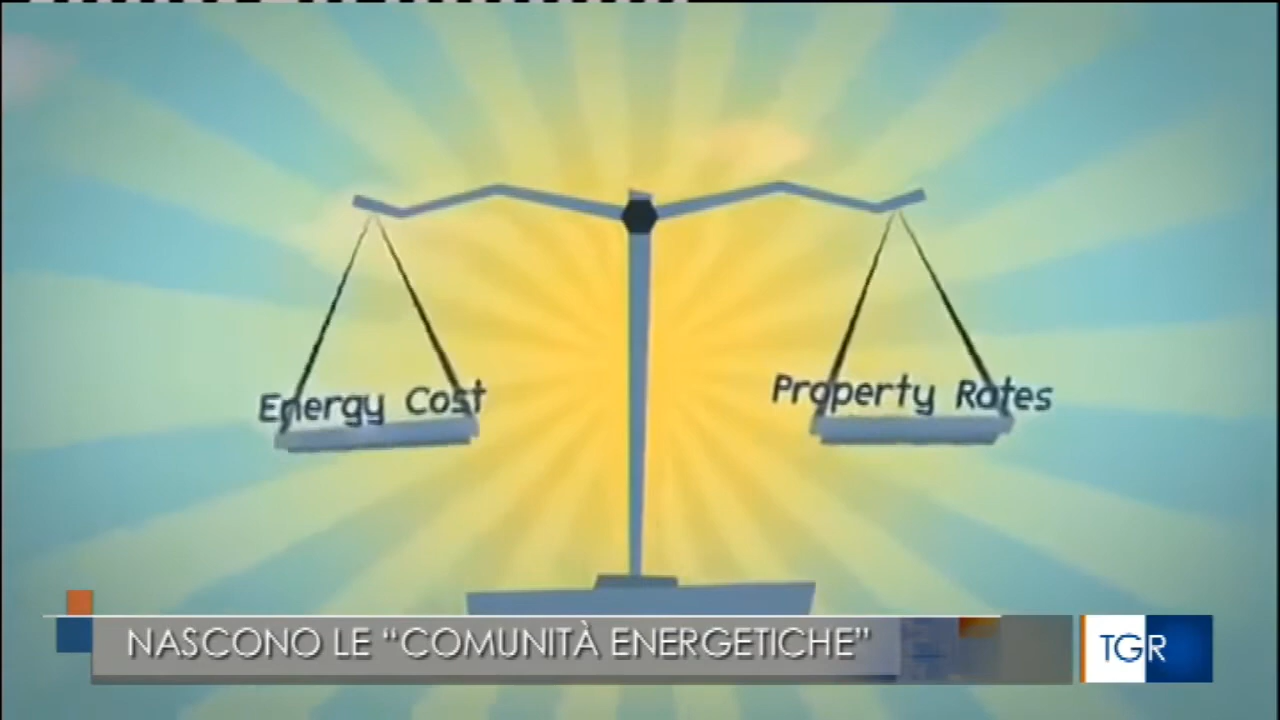 Energy Cost
Property Rates
NASCONO LE “COMUNITÀ ENERGETICHE”
TGR